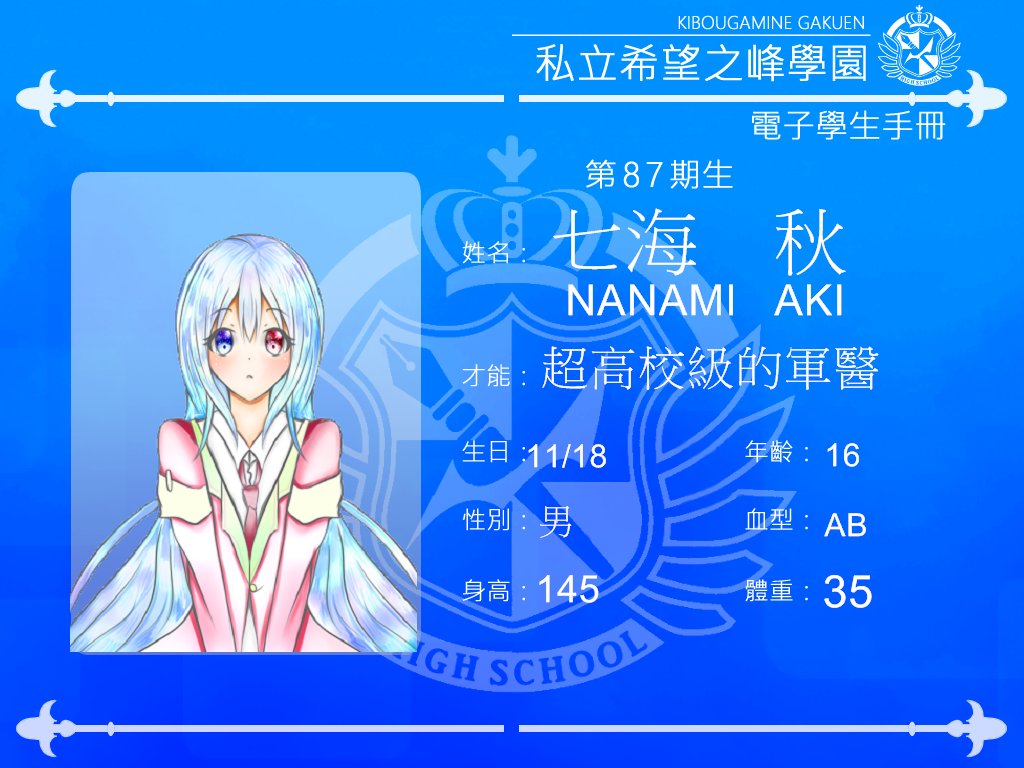 KIBOUGAMINE GAKUEN
私立希望之峰學園
HIGH SCHOOL
電子學生手冊
第87期生
姓名： 七海 秋
NANAMI AKI
才能： 超高校級的軍醫
生日：11/18 年齡：16
性別：男 血型：AB
身高：145 體重：35
HIGH SCHOOL